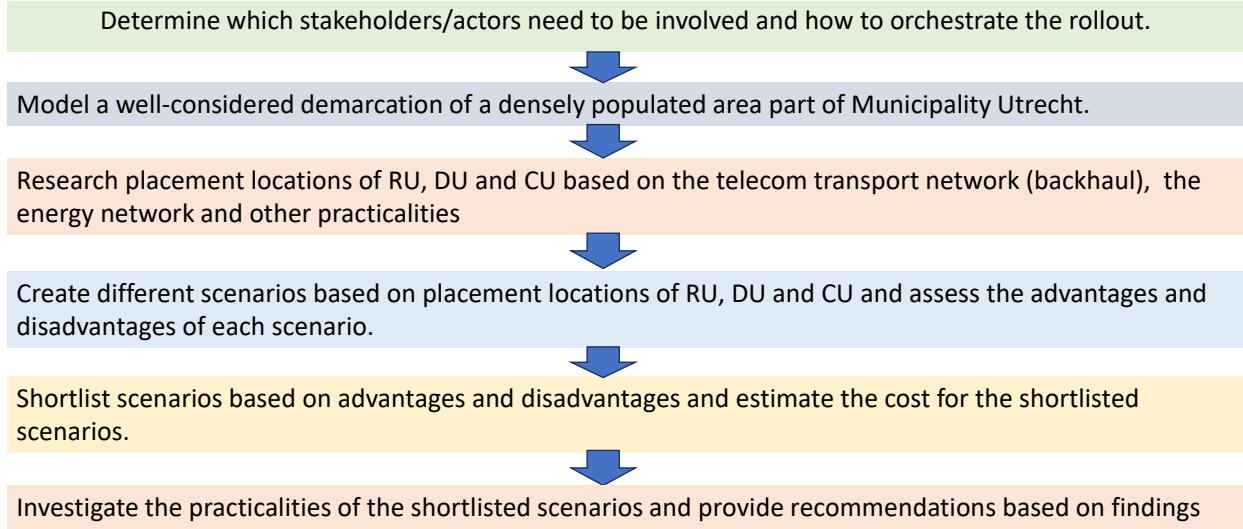 Determine which stakeholders/actors need to be involved and how to orchestrate the rollout.
Model a well-considered demarcation of a densely populated area part of Municipality Utrecht.
Research placement locations of RU, DU and CU based on the telecom transport network (backhaul), the
energy network and other practicalities
Create different scenarios based on placement locations of RU, DU and CU and assess the advantages and
disadvantages of each scenario.
Shortlist scenarios based on advantages and disadvantages and estimate the cost for the shortlisted
scenarios.
Investigate the practicalities of the shortlisted scenarios and provide recommendations based on findings